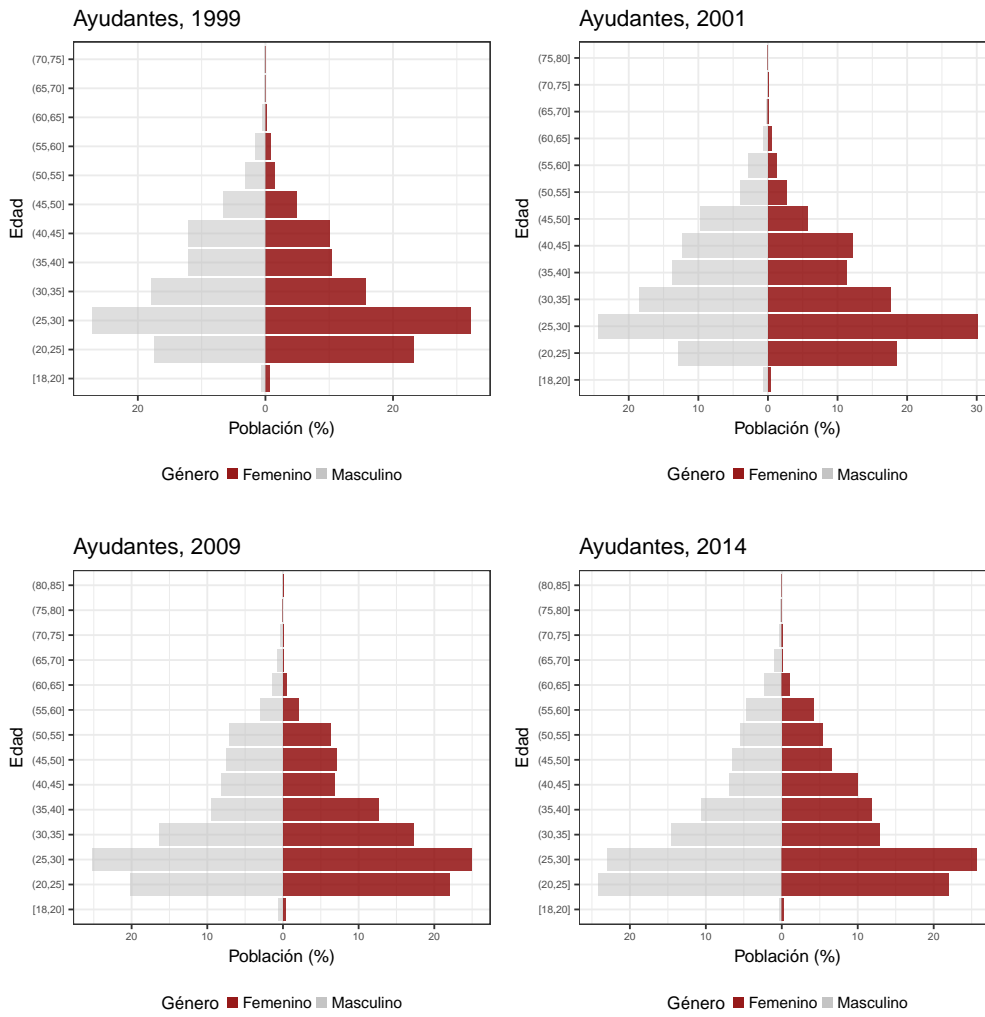 Ayudantes, 1999
Edad
(70,75]
(65,70]
(60,65]
(55,60]
(50,55]
(45,50]
(40,45]
(35,40]
(30,35]
(25,30]
(20,25]
[18,20]
20 0 20
Población (%)
Género Femenino Masculino
Ayudantes, 2001
Edad
(75,80]
(70,75]
(65,70]
(60,65]
(55,60]
(50,55]
(45,50]
(40,45]
(35,40]
(30,35]
(25,30]
(20,25]
[18,20]
20 10 0 10 20 30
Población (%)
Género Femenino Masculino
Ayudantes, 2009
Edad
(80,85]
(75,80]
(70,75]
(65,70]
(60,65]
(55,60]
(50,55]
(45,50]
(40,45]
(35,40]
(30,35]
(25,30]
(20,25]
[18,20]
20 10 0 10 20
Población (%)
Género Femenino Masculino
Ayudantes, 2014
Edad
(80,85]
(75,80]
(70,75]
(65,70]
(60,65]
(55,60]
(50,55]
(45,50]
(40,45]
(35,40]
(30,35]
(25,30]
(20,25]
[18,20]
20 10 0 10 20
Población (%)
Género Femenino Masculino